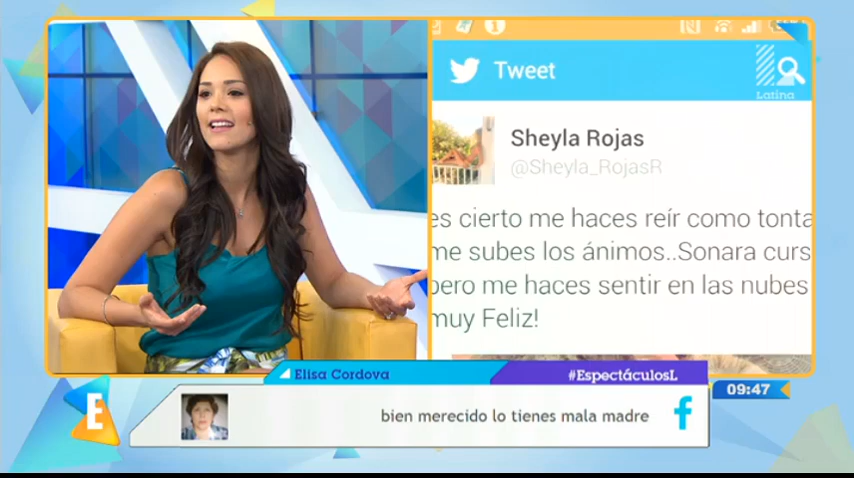 Tweet
Latina
Sheyla Rojas
@Sheyla_RojasR
es cierto me haces reír como tonta
me subes los ánimos..Sonara curs
pero me haces sentir en las nubes
muy Feliz!
Elisa Cordova
#EspectáculosL
09:47
E
bien merecido lo tienes mala madre